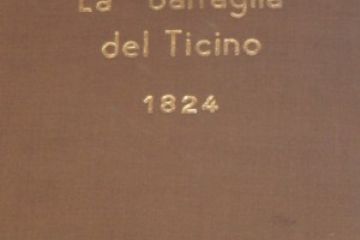 La Battaglia
del Ticino
1824